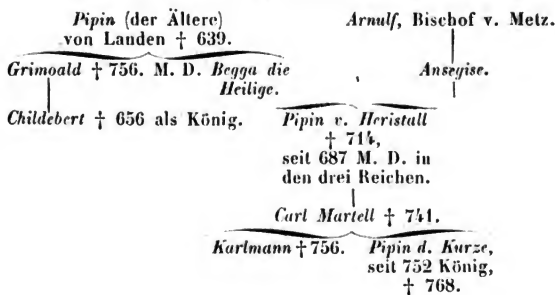 Pipin (der Ältere) Arnulf, Bischof v. Metz.
von Landen † 639.
Grimoald † 756. M. D. Begga die Ansegise.
Heilige.
Childebert † 656 als König. Pipin v. Heristall
† 714,
seit 687 M. D. in
den drei Reichen.
Carl Martell † 741.
Karlmann † 756. Pipin d. Kurze,
seit 752 König,
† 768.